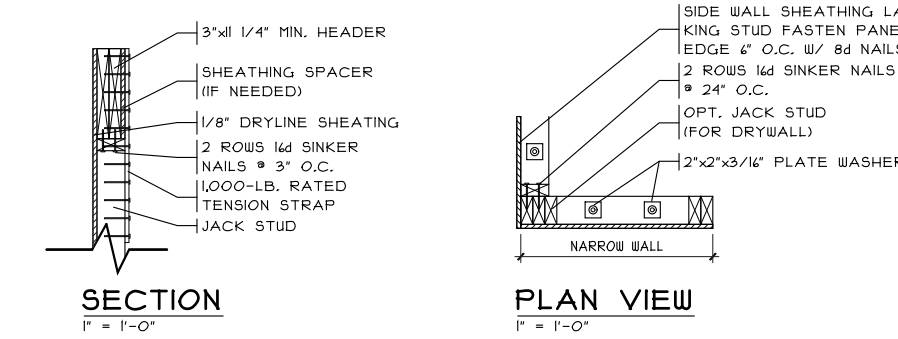 3"x11 1/4" MIN. HEADER
SHEATHING SPACER
(IF NEEDED)
1/8" DRYLINE SHEATING
2 ROWS 16d SINKER
NAILS @ 3" O.C.
1,000-LB. RATED
TENSION STRAP
JACK STUD
SECTION
1" = 1'-0"
SIDE WALL SHEATHING LA
KING STUD FASTEN PANE
EDGE 6" O.C. W/ 8d NAILS
2 ROWS 16d SINKER NAILS
@ 24" O.C.
OPT. JACK STUD
(FOR DRYWALL)
2"x2"x3/16" PLATE WASHER
NARROW WALL
PLAN VIEW
1" = 1'-0"